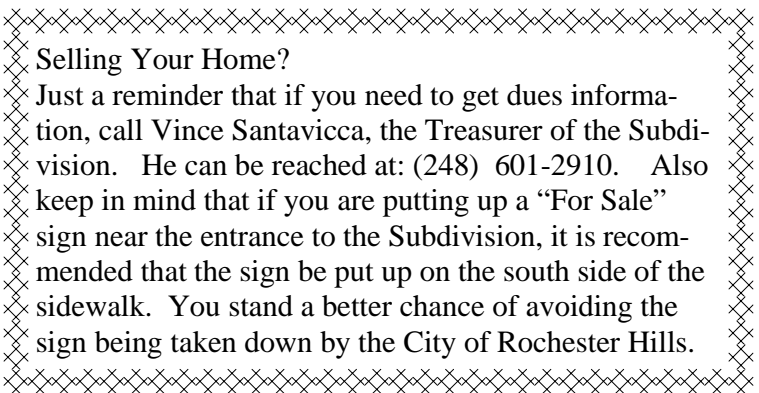 Selling Your Home?
Just a reminder that if you need to get dues informa-
tion, call Vince Santavicca, the Treasurer of the Subdi-
vision.   He can be reached at: (248)  601-2910.    Also
keep in mind that if you are putting up a “For Sale”
sign near the entrance to the Subdivision, it is recom-
mended that the sign be put up on the south side of the
sidewalk.  You stand a better chance of avoiding the
sign being taken down by the City of Rochester Hills.